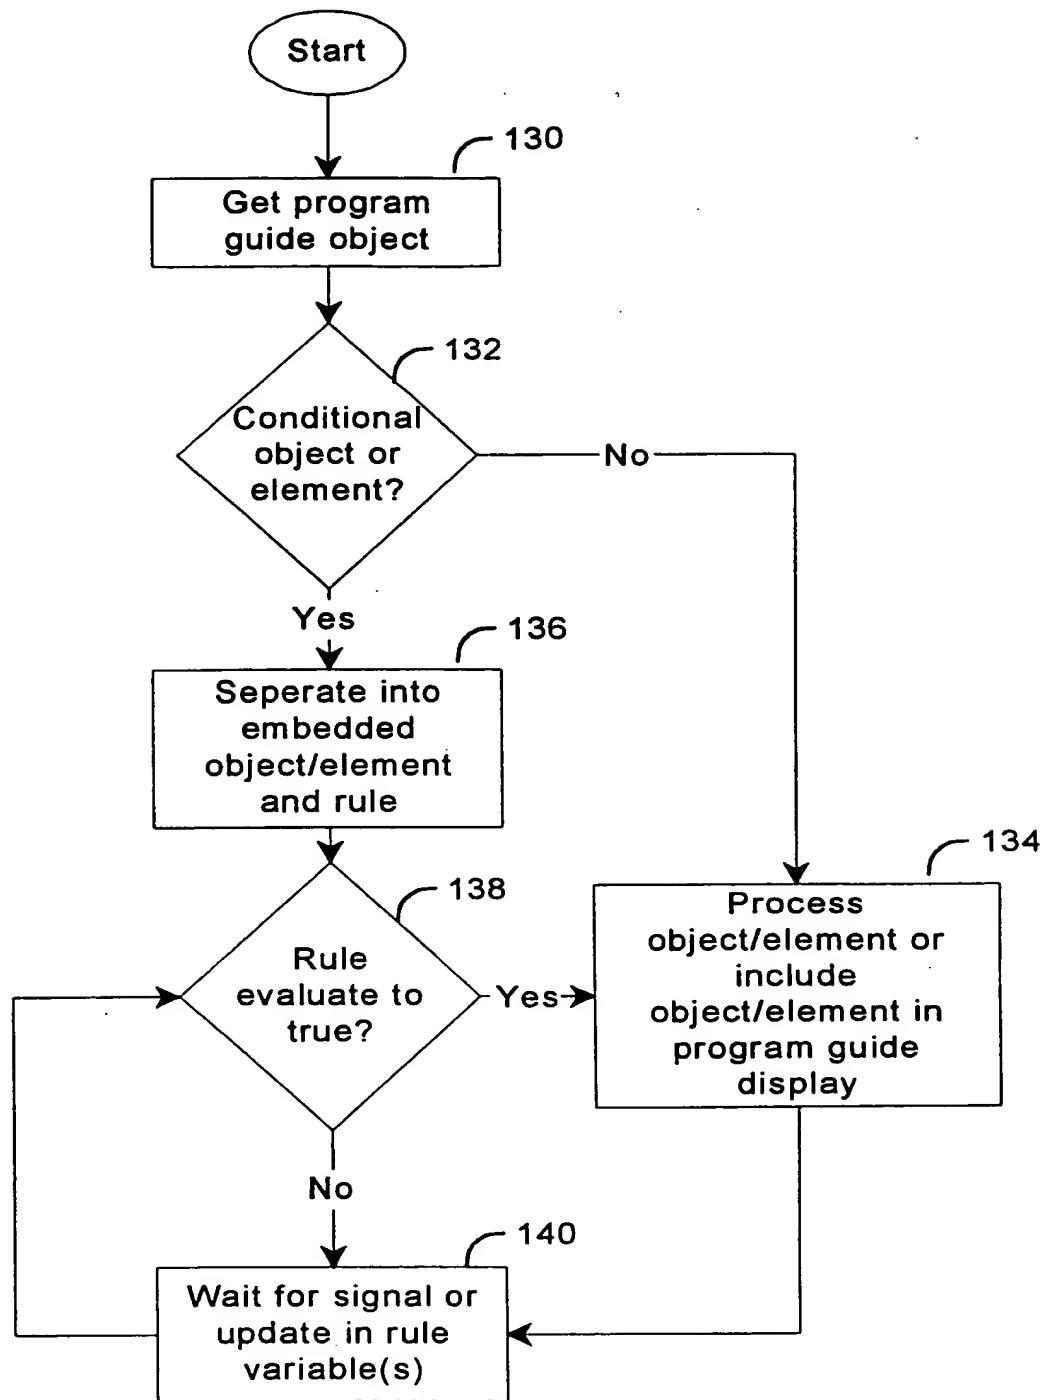 Start
130
Get program
guide object
132
Conditional
object or
element?
No
Yes
136
Seperate into
embedded
object/element
and rule
134
Process
object/element or
include
object/element in
program guide
display
138
Rule
evaluate to
true?
Yes
No
140
Wait for signal or
update in rule
variable(s)